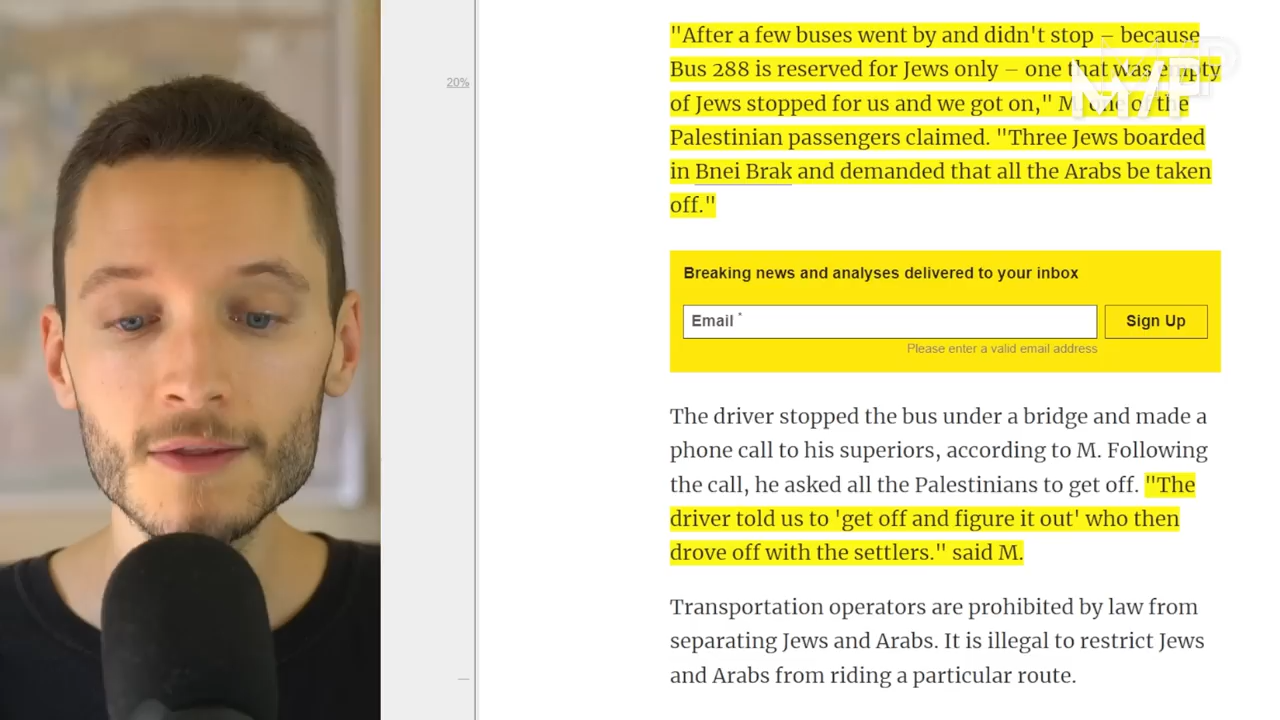 "After a few buses went by and didn't stop – because
Bus 288 is reserved for Jews only – one that was empty
of Jews stopped for us and we got on," M. one of the
Palestinian passengers claimed. "Three Jews boarded
in Bnei Brak and demanded that all the Arabs be taken
off."
20%
Breaking news and analyses delivered to your inbox
Email *
Sign Up
Please enter a valid email address
The driver stopped the bus under a bridge and made a
phone call to his superiors, according to M. Following
the call, he asked all the Palestinians to get off. "The
driver told us to 'get off and figure it out' who then
drove off with the settlers." said M.
Transportation operators are prohibited by law from
separating Jews and Arabs. It is illegal to restrict Jews
and Arabs from riding a particular route.